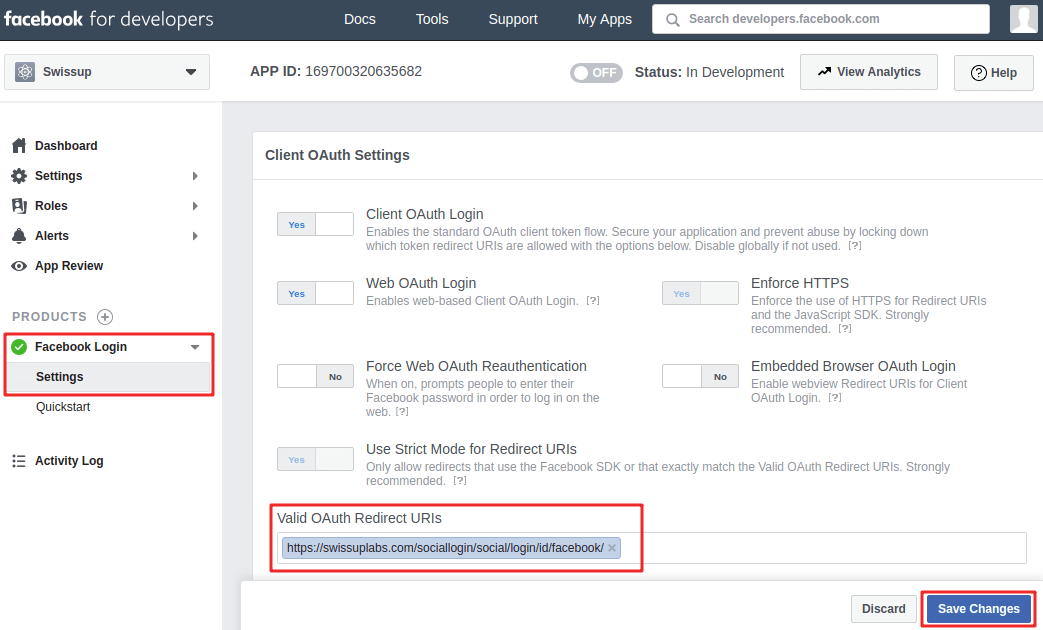 facebook for developers
Docs
Tools
Support
My Apps
Search developers.facebook.com
Swissup
APP ID: 169700320635682
OFF
Status: In Development
View Analytics
Help
Dashboard
Settings
Roles
Alerts
App Review
PRODUCTS
Facebook Login
Settings
Quickstart
Activity Log
Client OAuth Settings
Yes
Client OAuth Login
Enables the standard OAuth client token flow. Secure your application and prevent abuse by locking down
which token redirect URIs are allowed with the options below. Disable globally if not used. [?]
Yes
Web OAuth Login
Enables web-based Client OAuth Login. [?]
Yes
Enforce HTTPS
Enforce the use of HTTPS for Redirect URIs
and the JavaScript SDK. Strongly
recommended. [?]
No
Force Web OAuth Reauthentication
When on, prompts people to enter their
Facebook password in order to log in on the
web. [?]
No
Embedded Browser OAuth Login
Enable webview Redirect URIs for Client
OAuth Login. [?]
Yes
Use Strict Mode for Redirect URIs
Only allow redirects that use the Facebook SDK or that exactly match the Valid OAuth Redirect URIs. Strongly
recommended. [?]
Valid OAuth Redirect URIs
https://swissuplabs.com/sociallogin/social/login/id/facebook/ ×
Discard
Save Changes